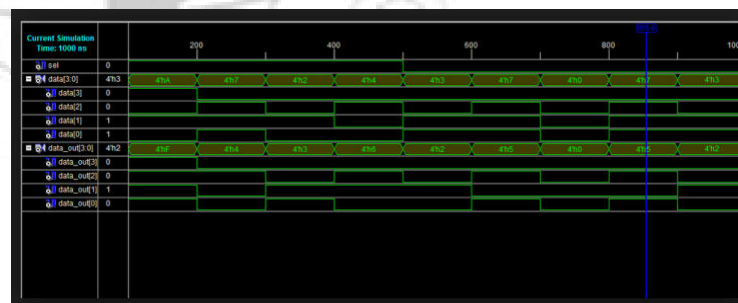 Current Simulation
Time: 1000 ns
200 400 600 800 100
sel 0
data[3:0] 4'h3 4'hA 4'h7 4'h2 4'h4 4'h3 4'h7 4'h0 4'h7 4'h3
data[3] 0
data[2] 0
data[1] 1
data[0] 1
data_out[3:0] 4'h2 4'hF 4'h4 4'h3 4'h6 4'h2 4'h5 4'h0 4'h5 4'h2
data_out[3] 0
data_out[2] 0
data_out[1] 1
data_out[0] 0